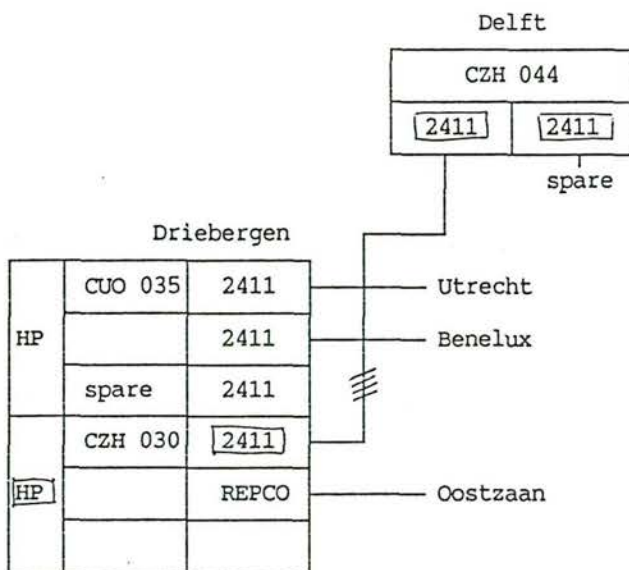 Delft
CZH 044
2411 2411
spare
Driebergen
CUO 035 2411 Utrecht
HP 2411 Benelux
spare 2411
CZH 030 2411
HP REPCO Oostzaan